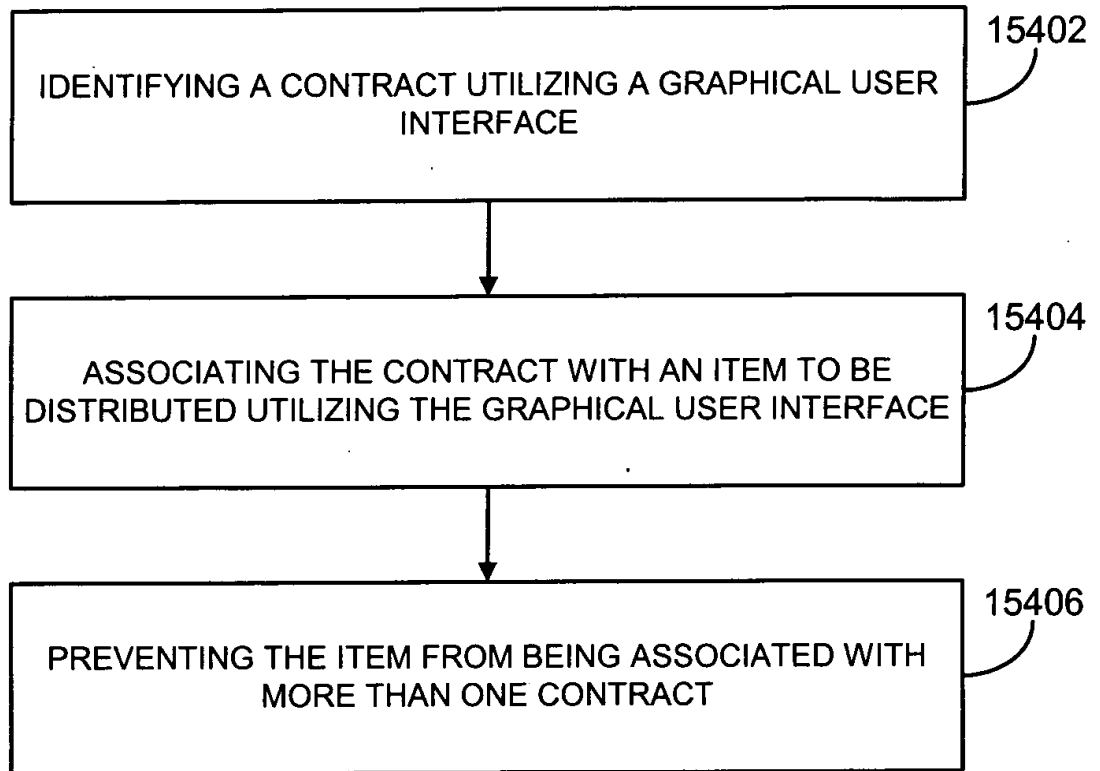 15402
IDENTIFYING A CONTRACT UTILIZING A GRAPHICAL USER
INTERFACE
15404
ASSOCIATING THE CONTRACT WITH AN ITEM TO BE
DISTRIBUTED UTILIZING THE GRAPHICAL USER INTERFACE
15406
PREVENTING THE ITEM FROM BEING ASSOCIATED WITH
MORE THAN ONE CONTRACT